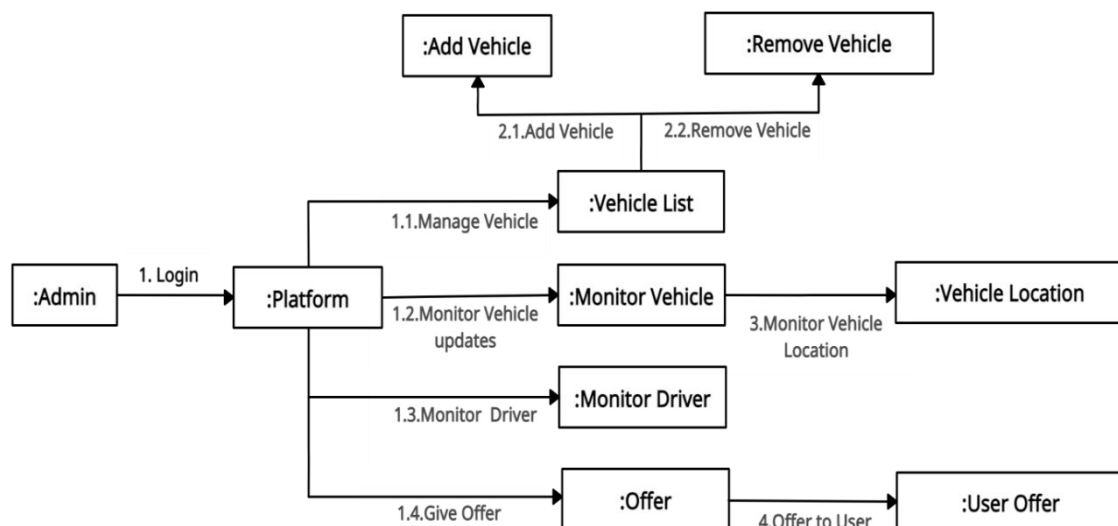 :Add Vehicle
:Remove Vehicle
2.1.Add Vehicle
2.2.Remove Vehicle
:Vehicle List
1.1.Manage Vehicle
:Admin
1. Login
:Platform
:Monitor Vehicle
:Vehicle Location
1.2.Monitor Vehicle
updates
3.Monitor Vehicle
Location
:Monitor Driver
1.3.Monitor Driver
:Offer
:User Offer
1.4.Give Offer
4.Offer to User